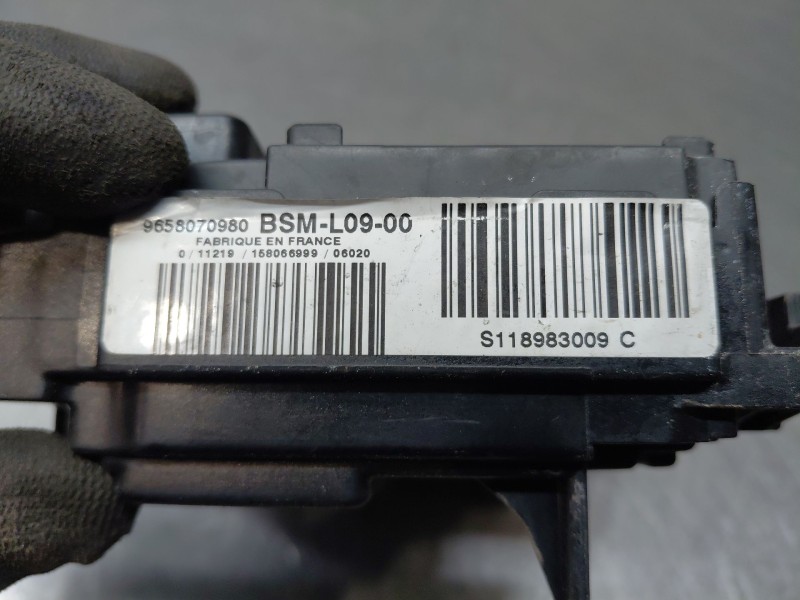 9658070980 BSM-L09-00
FABRIQUE EN FRANCE
0/11219 / 158066999 / 06020
S118983009 C